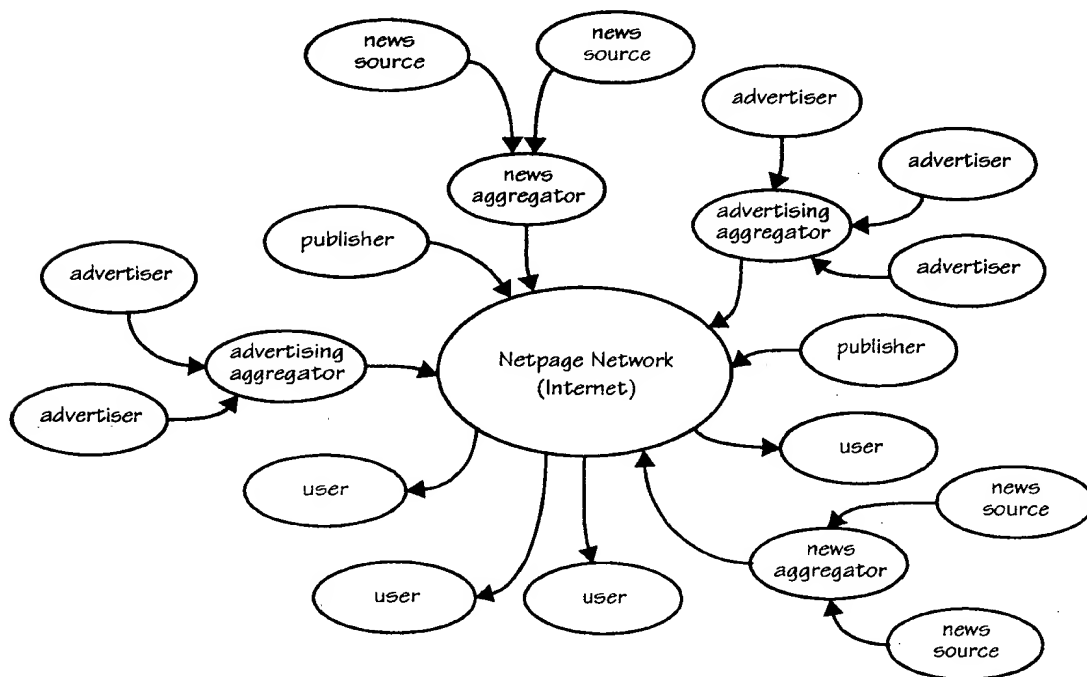 news
source
news
source
advertiser
advertiser
news
aggregator
advertising
aggregator
publisher
advertiser
advertiser
publisher
advertising
aggregator
Netpage Network
(Internet)
advertiser
user
user
news
source
news
aggregator
user
user
news
source